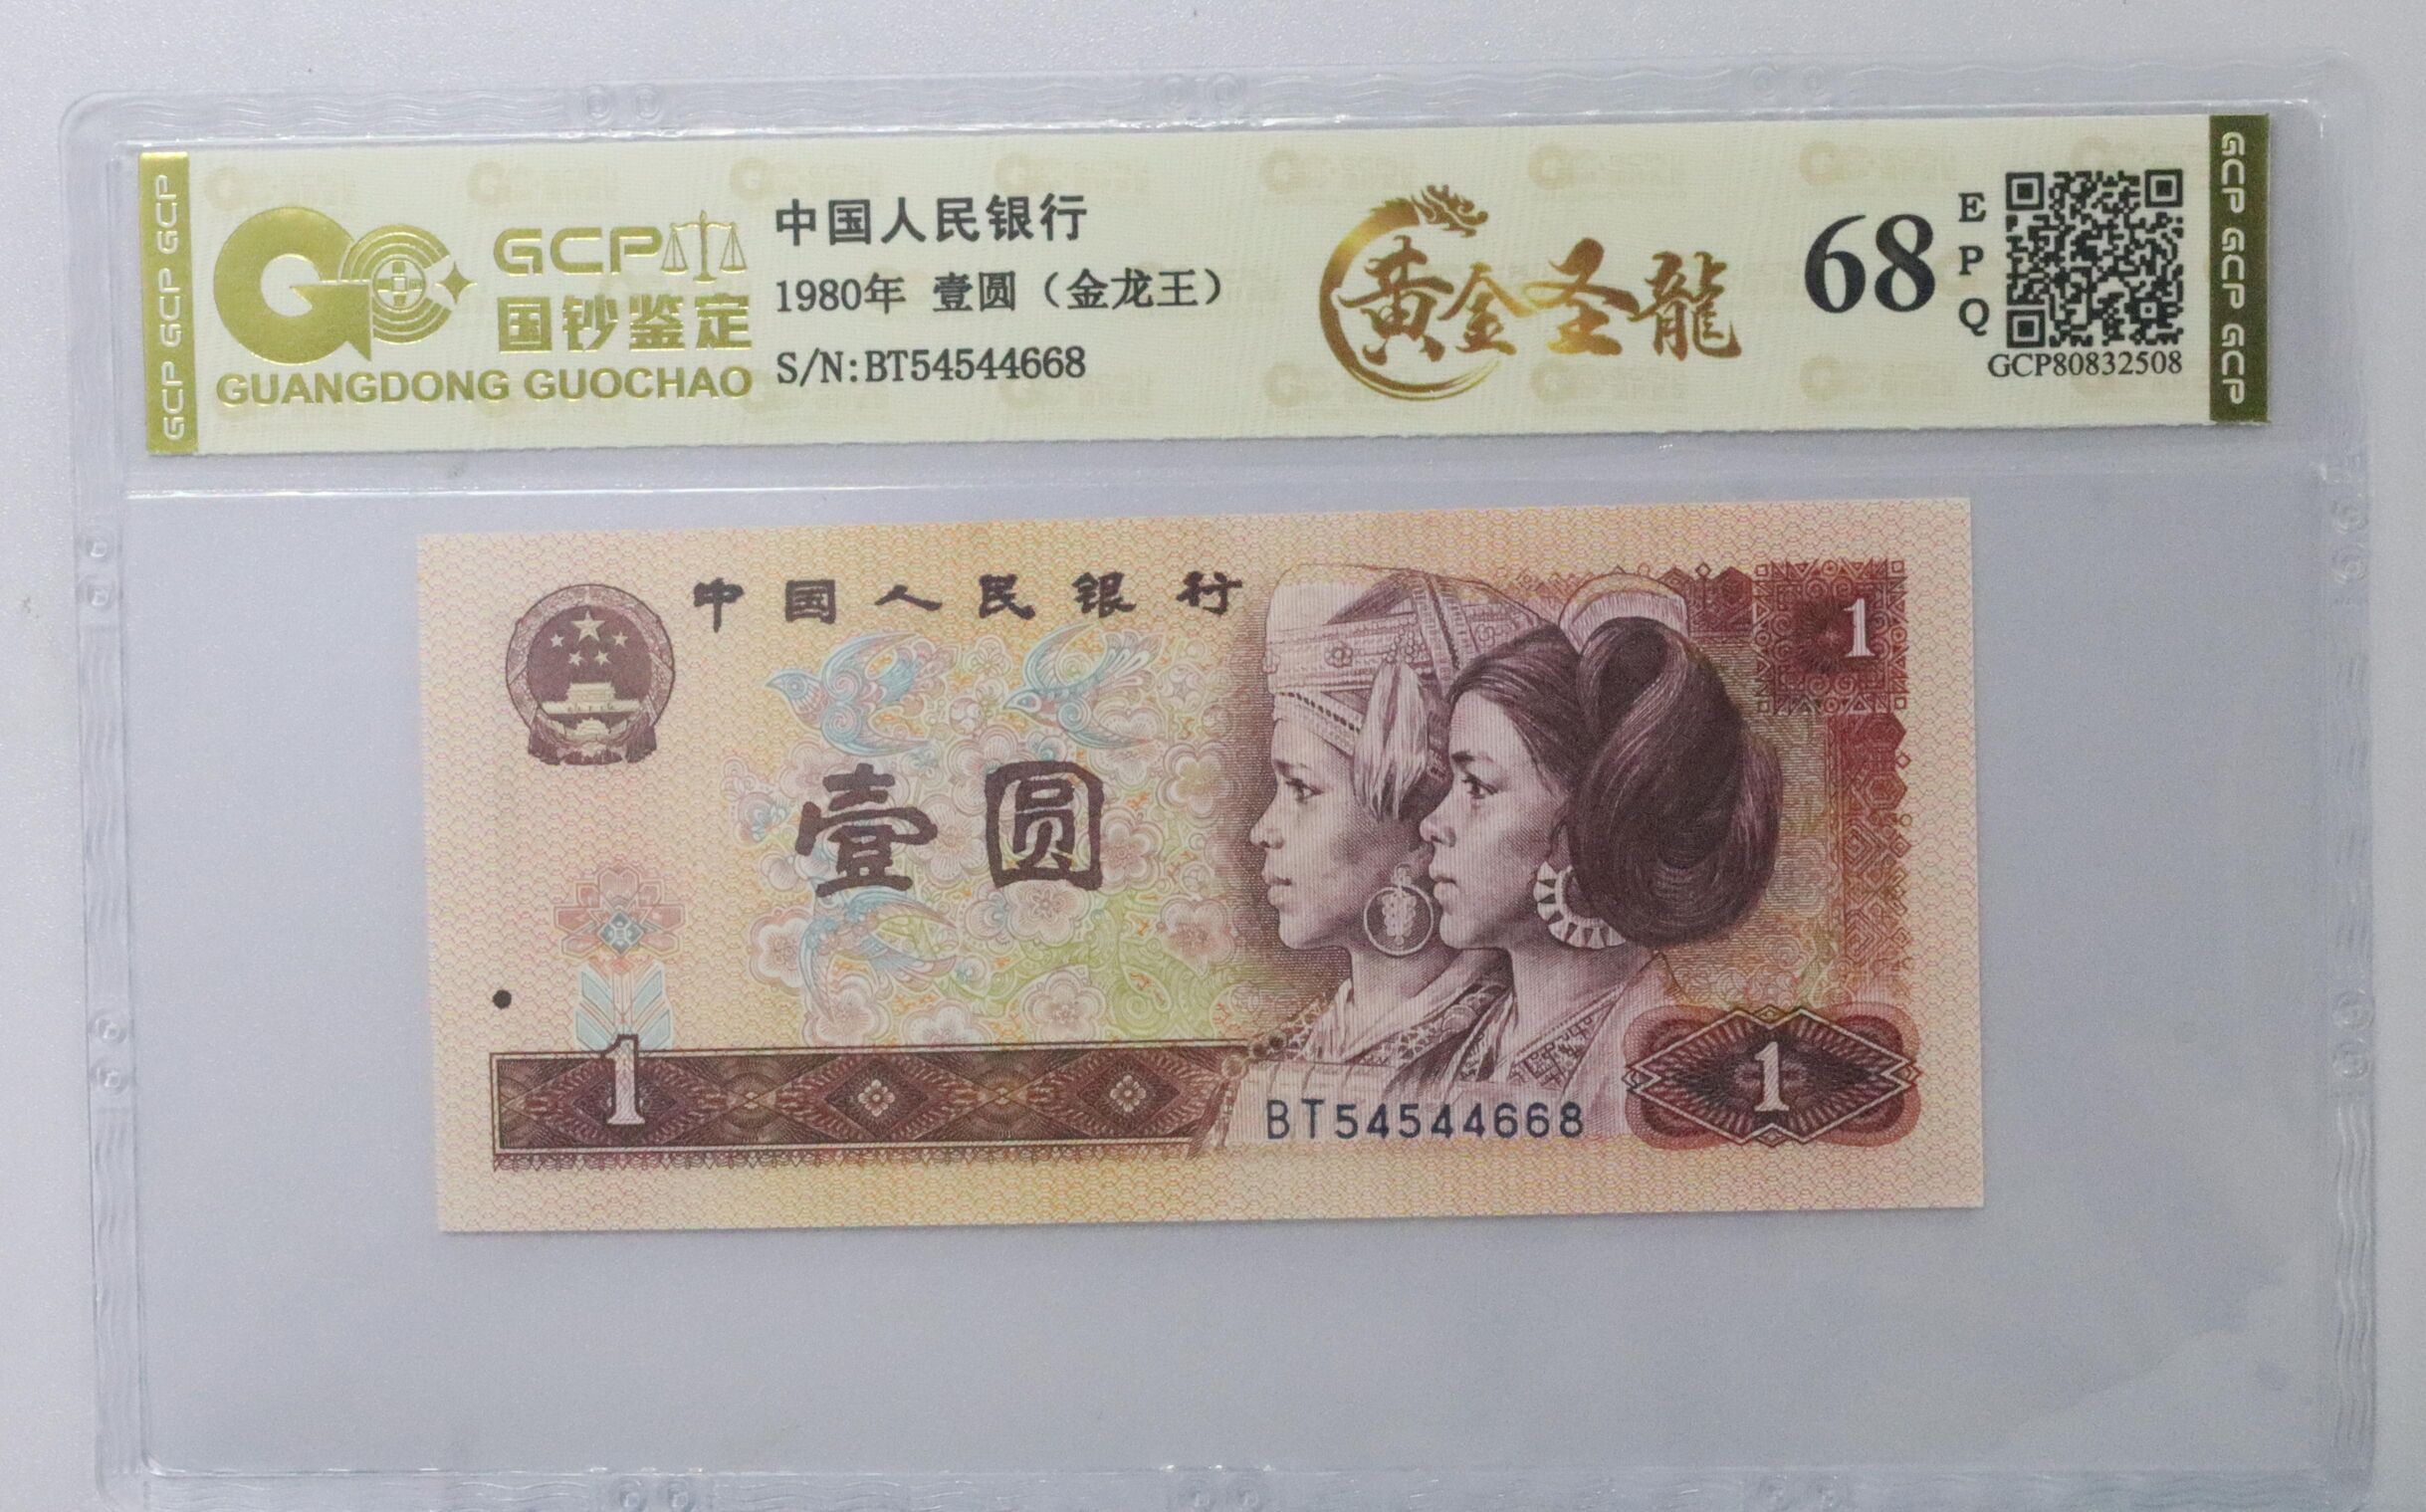 GCP GCP GCP
GCP
国钞鉴定
GUANGDONG GUOCHAO
中国人民银行
1980年 壹圆（金龙王）
S/N:BT54544668
黄金圣龍
68
E
P
Q
GCP80832508
GCP GCP GCP
中国人民银行
1
壹圆
1
BT54544668
1